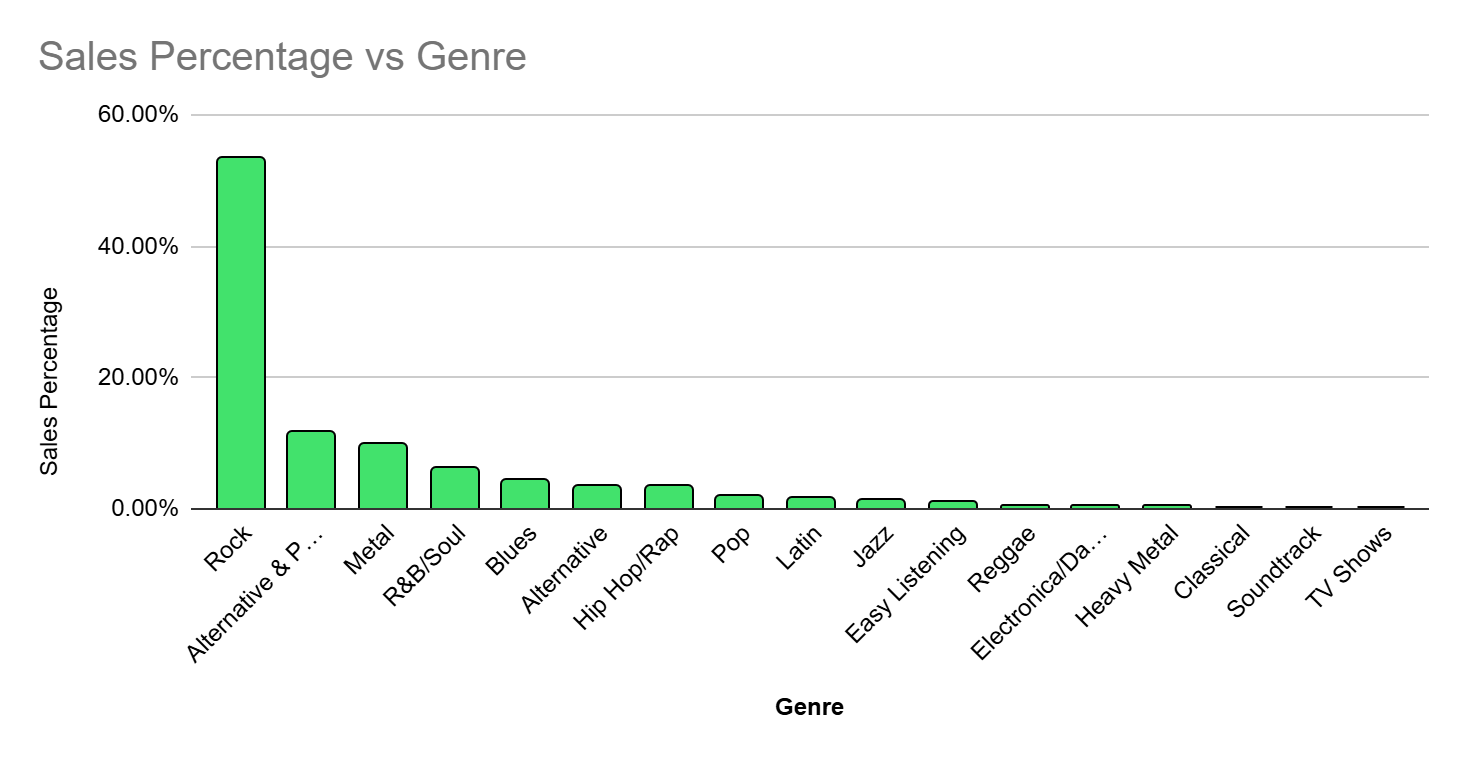 Sales Percentage vs Genre
60.00%
40.00%
20.00%
0.00%
Sales Percentage
Rock
Alternative & P…
Metal
R&B/Soul
Blues
Alternative
Hip Hop/Rap
Pop
Latin
Jazz
Easy Listening
Reggae
Electronica/Da…
Heavy Metal
Classical
Soundtrack
TV Shows
Genre